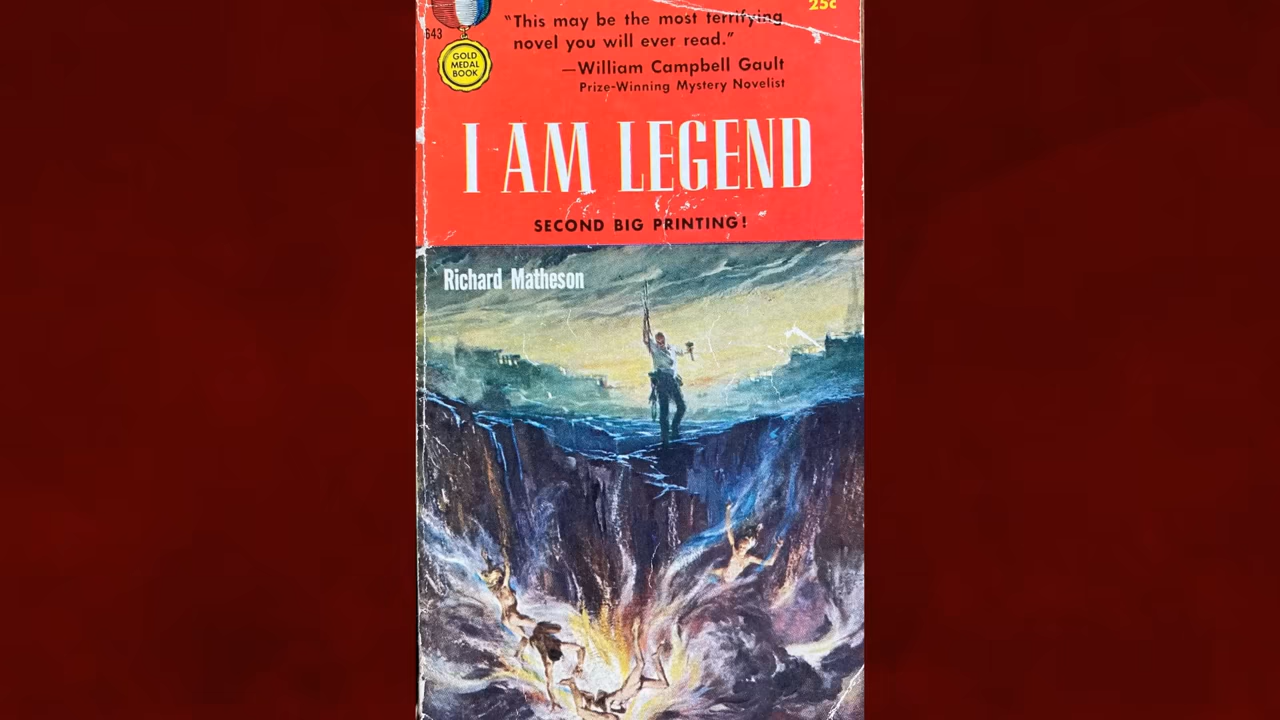 25¢
"This may be the most terrifying
643
novel you will ever read."
GOLD
MEDAL
BOOK
—William Campbell Gault
Prize-Winning Mystery Novelist
I AM LEGEND
SECOND BIG PRINTING!
Richard Matheson